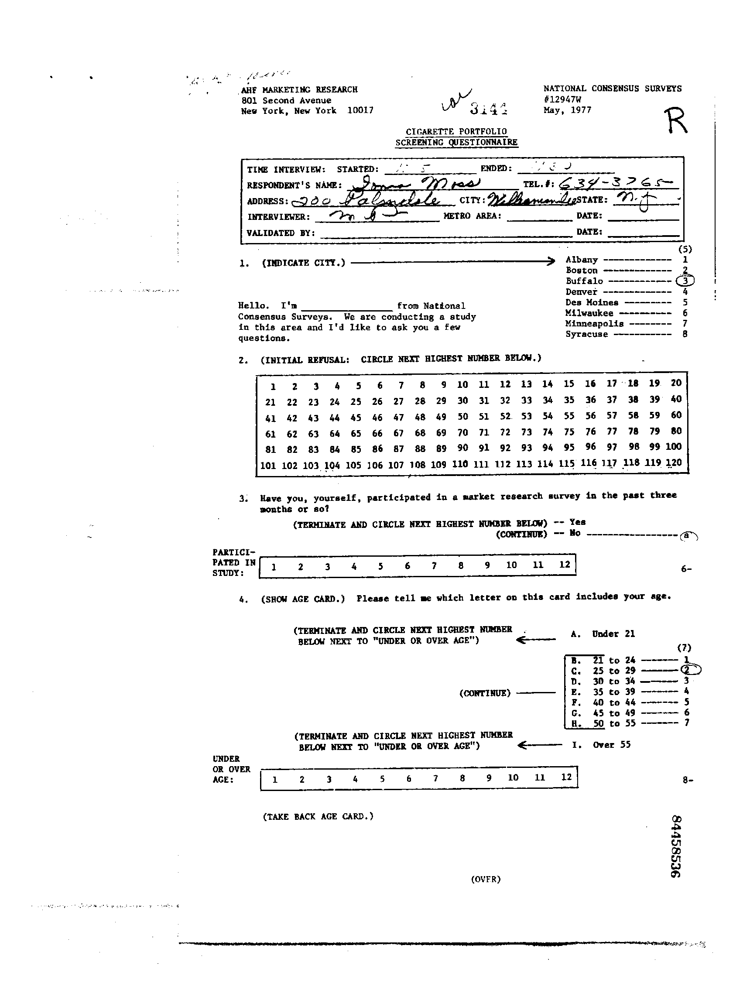 AHF MARKETING RESEARCH
801 Second Avenue
New York, New York 10017
NATIONAL CONSENSUS SURVEYS
#12947W
May, 1977
R
CIGARETTE PORTFOLIO
SCREENING QUESTIONNAIRE
TIME INTERVIEW: STARTED: ENDED:
RESPONDENT'S NAME: Moss TEL.#: 634-3765
ADDRESS: 200 CITY: STATE:
INTERVIEWER: METRO AREA: DATE:
VALIDATED BY: DATE:
(5)
1. (INDICATE CITY.) Albany ------------ 1
Boston ------------ 2
Buffalo ----------- 3
Denver ------------ 4
Des Moines -------- 5
Milwaukee --------- 6
Minneapolis ------- 7
Syracuse ---------- 8
Hello. I'm ____________ from National
Consensus Surveys. We are conducting a study
in this area and I'd like to ask you a few
questions.
2. (INITIAL REFUSAL: CIRCLE NEXT HIGHEST NUMBER BELOW.)
1 2 3 4 5 6 7 8 9 10 11 12 13 14 15 16 17 18 19 20
21 22 23 24 25 26 27 28 29 30 31 32 33 34 35 36 37 38 39 40
41 42 43 44 45 46 47 48 49 50 51 52 53 54 55 56 57 58 59 60
61 62 63 64 65 66 67 68 69 70 71 72 73 74 75 76 77 78 79 80
81 82 83 84 85 86 87 88 89 90 91 92 93 94 95 96 97 98 99 100
101 102 103 104 105 106 107 108 109 110 111 112 113 114 115 116 117 118 119 120
3. Have you, yourself, participated in a market research survey in the past three
months or so?
(TERMINATE AND CIRCLE NEXT HIGHEST NUMBER BELOW) -- Yes
(CONTINUE) -- No
PARTICI-
PATED IN
STUDY: 1 2 3 4 5 6 7 8 9 10 11 12 6-
4. (SHOW AGE CARD.) Please tell me which letter on this card includes your age.
(TERMINATE AND CIRCLE NEXT HIGHEST NUMBER
BELOW NEXT TO "UNDER OR OVER AGE") A. Under 21
(7)
B. 21 to 24 ------- 1
C. 25 to 29 ------- 2
D. 30 to 34 ------- 3
(CONTINUE) E. 35 to 39 ------- 4
F. 40 to 44 ------- 5
G. 45 to 49 ------- 6
H. 50 to 55 ------- 7
(TERMINATE AND CIRCLE NEXT HIGHEST NUMBER
BELOW NEXT TO "UNDER OR OVER AGE") I. Over 55
UNDER
OR OVER
AGE: 1 2 3 4 5 6 7 8 9 10 11 12 8-
(TAKE BACK AGE CARD.)
84458536
(OVER)